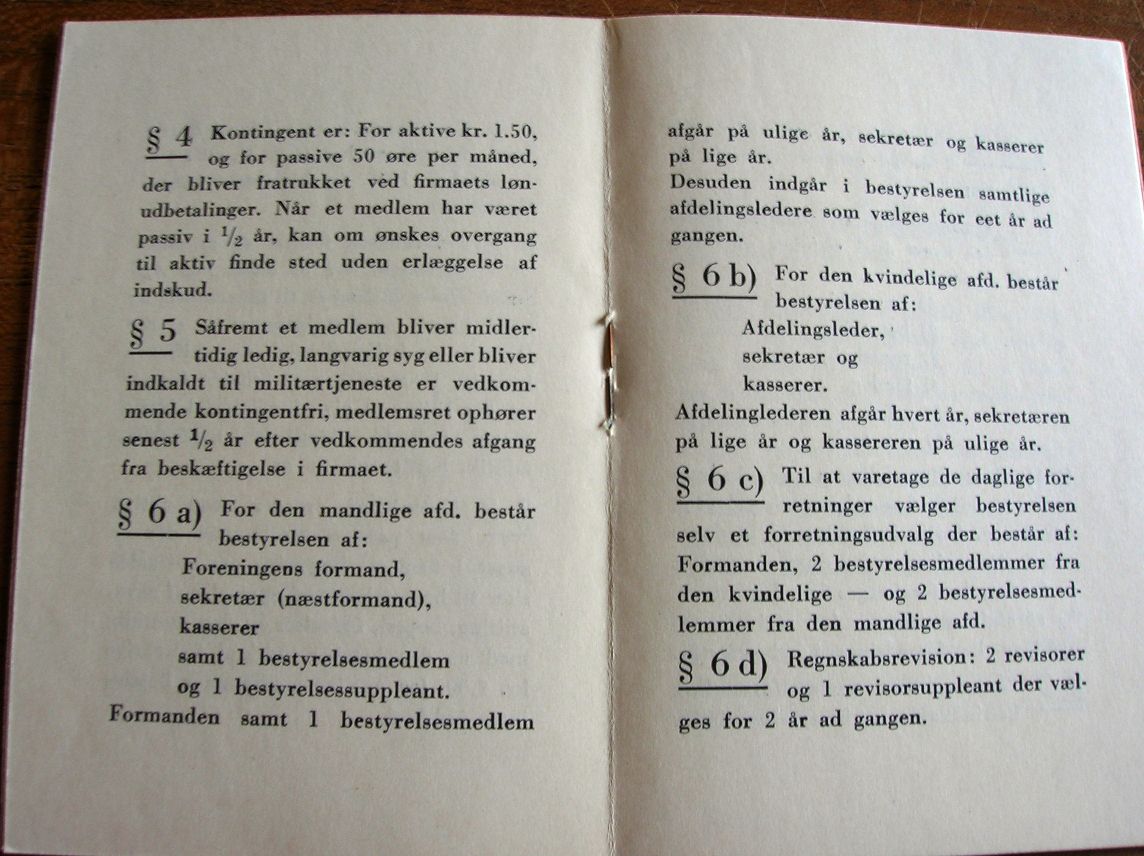 § 4 Kontingent er: For aktive kr. 1.50,
og for passive 50 øre per måned,
der bliver fratrukket ved firmaets løn-
udbetalinger. Når et medlem har været
passiv i 1/2 år, kan om ønskes overgang
til aktiv finde sted uden erlæggelse af
indskud.
§ 5 Såfremt et medlem bliver midler-
tidig ledig, langvarig syg eller bliver
indkaldt til militærtjeneste er vedkom-
mende kontingentfri, medlemsret ophører
senest 1/2 år efter vedkommendes afgang
fra beskæftigelse i firmaet.
§ 6 a) For den mandlige afd. består
bestyrelsen af:
Foreningens formand,
sekretær (næstformand),
kasserer
samt 1 bestyrelsesmedlem
og 1 bestyrelsessuppleant.
Formanden samt 1 bestyrelsesmedlem
afgår på ulige år, sekretær og kasserer
på lige år.
Desuden indgår i bestyrelsen samtlige
afdelingsledere som vælges for eet år ad
gangen.
§ 6 b) For den kvindelige afd. består
bestyrelsen af:
Afdelingsleder,
sekretær og
kasserer.
Afdelinglederen afgår hvert år, sekretæren
på lige år og kassereren på ulige år.
§ 6 c) Til at varetage de daglige for-
retninger vælger bestyrelsen
selv et forretningsudvalg der består af:
Formanden, 2 bestyrelsesmedlemmer fra
den kvindelige — og 2 bestyrelsesmed-
lemmer fra den mandlige afd.
§ 6 d) Regnskabsrevision: 2 revisorer
og 1 revisorsuppleant der væl-
ges for 2 år ad gangen.